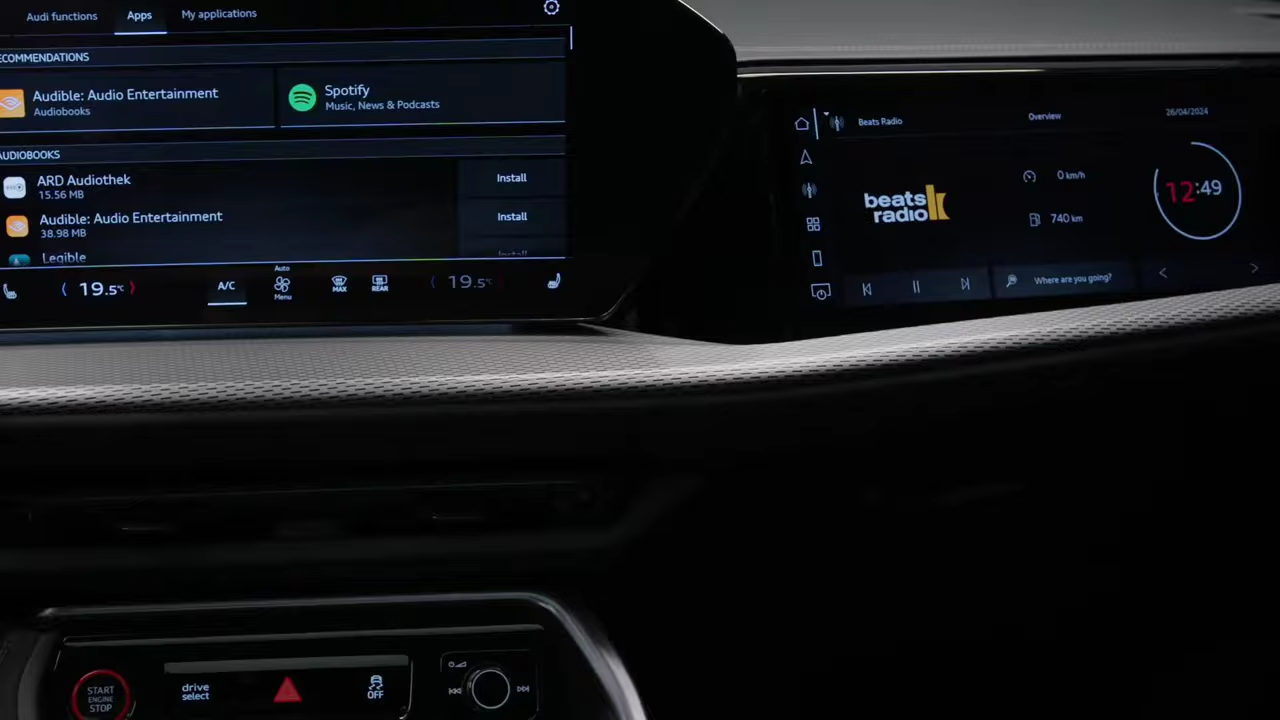 Audi functions
Apps
My applications
ECOMMENDATIONS
Audible: Audio Entertainment
Audiobooks
Spotify
Music, News & Podcasts
AUDIOBOOKS
ARD Audiothek
15.56 MB
Install
Audible: Audio Entertainment
38.98 MB
Install
Legible
Install
19.5°C
A/C
Auto
Menu
MAX
REAR
19.5°C
Beats Radio
Overview
26/04/2024
beats
radio
0 km/h
740 km
12:49
Where are you going?
START
ENGINE
STOP
drive
select
OFF